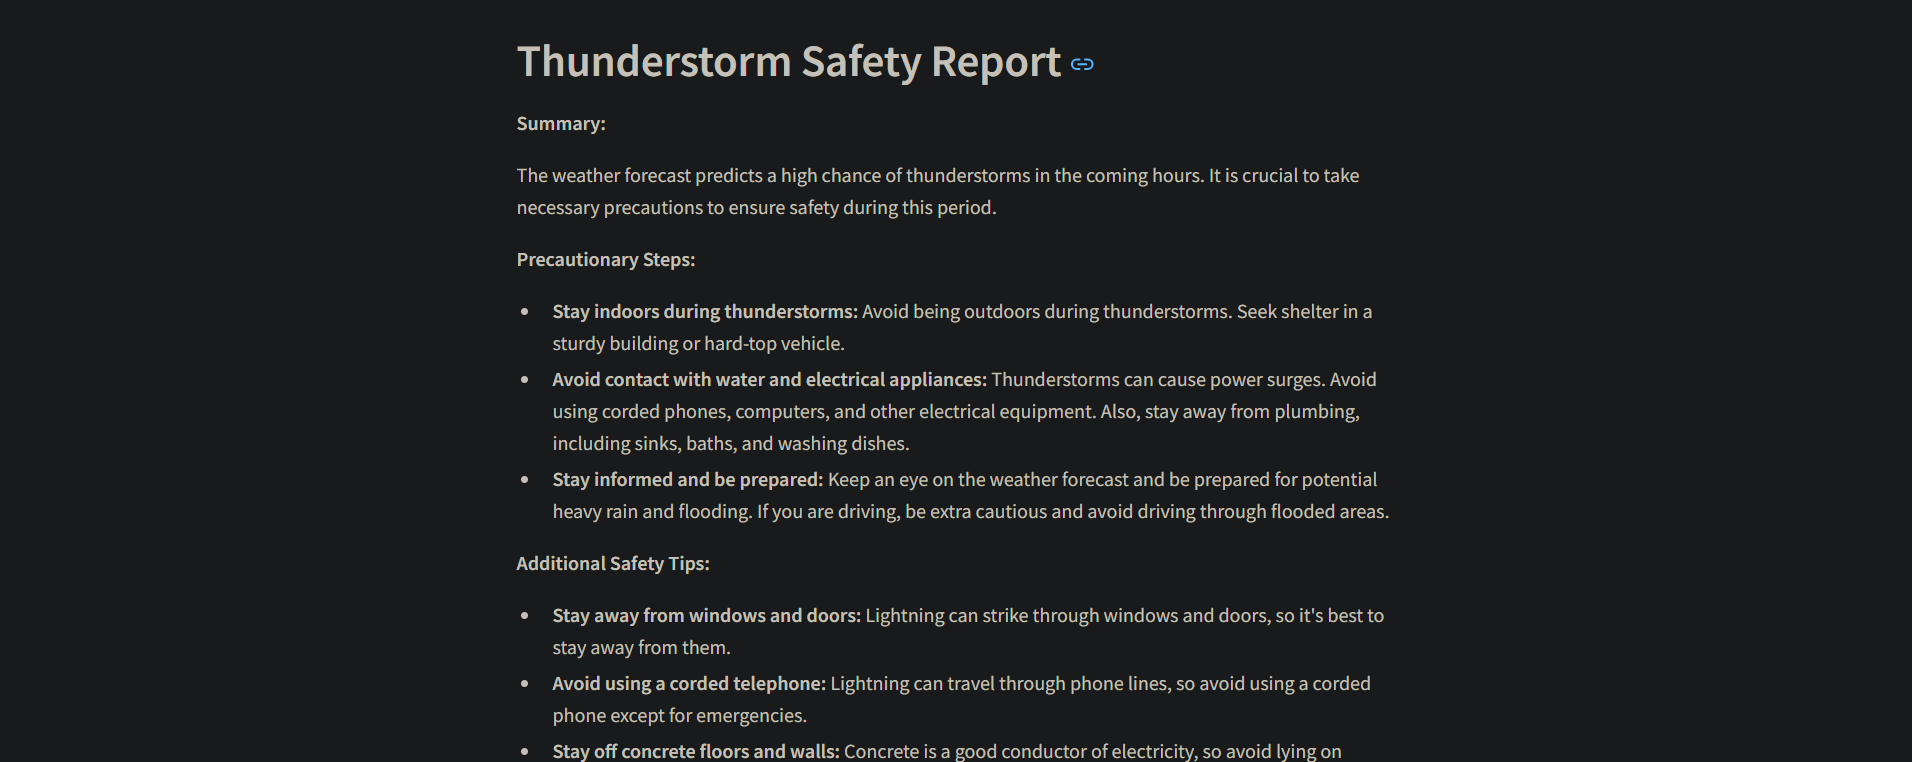 Thunderstorm Safety Report
Summary:
The weather forecast predicts a high chance of thunderstorms in the coming hours. It is crucial to take
necessary precautions to ensure safety during this period.
Precautionary Steps:
• Stay indoors during thunderstorms: Avoid being outdoors during thunderstorms. Seek shelter in a
sturdy building or hard-top vehicle.
• Avoid contact with water and electrical appliances: Thunderstorms can cause power surges. Avoid
using corded phones, computers, and other electrical equipment. Also, stay away from plumbing,
including sinks, baths, and washing dishes.
• Stay informed and be prepared: Keep an eye on the weather forecast and be prepared for potential
heavy rain and flooding. If you are driving, be extra cautious and avoid driving through flooded areas.
Additional Safety Tips:
• Stay away from windows and doors: Lightning can strike through windows and doors, so it's best to
stay away from them.
• Avoid using a corded telephone: Lightning can travel through phone lines, so avoid using a corded
phone except for emergencies.
• Stay off concrete floors and walls: Concrete is a good conductor of electricity, so avoid lying on